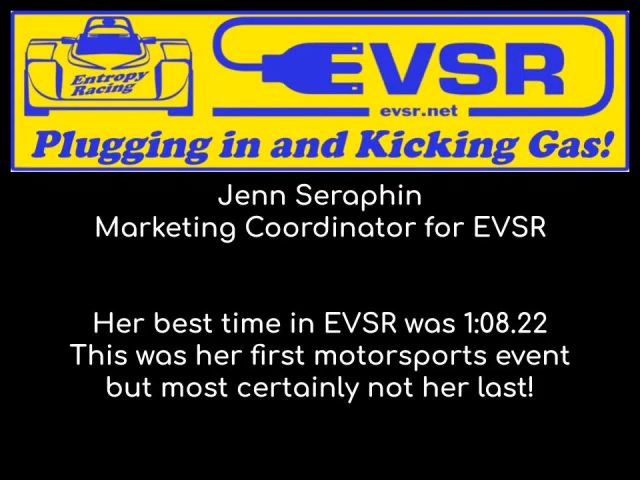 Entropy
Racing
EVSR
evsr.net
Plugging in and Kicking Gas!
Jenn Seraphin
Marketing Coordinator for EVSR
Her best time in EVSR was 1:08.22
This was her first motorsports event
but most certainly not her last!